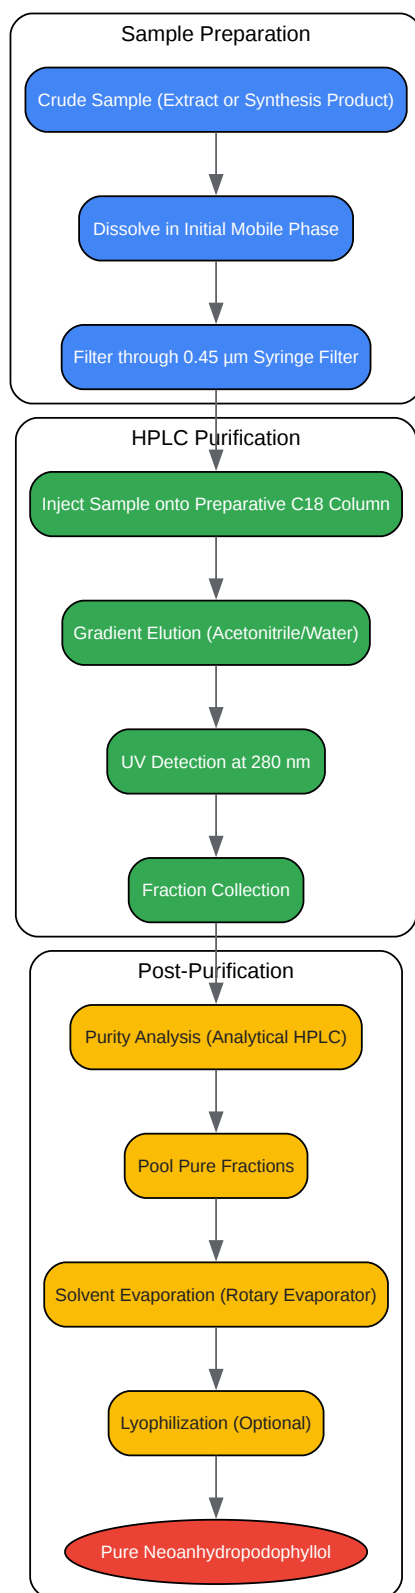 Sample Preparation
Crude Sample (Extract or Synthesis Product)
Dissolve in Initial Mobile Phase
Filter through 0.45 µm Syringe Filter
HPLC Purification
Inject Sample onto Preparative C18 Column
Gradient Elution (Acetonitrile/Water)
UV Detection at 280 nm
Fraction Collection
Post-Purification
Purity Analysis (Analytical HPLC)
Pool Pure Fractions
Solvent Evaporation (Rotary Evaporator)
Lyophilization (Optional)
Pure Neoanhydropodophyllol